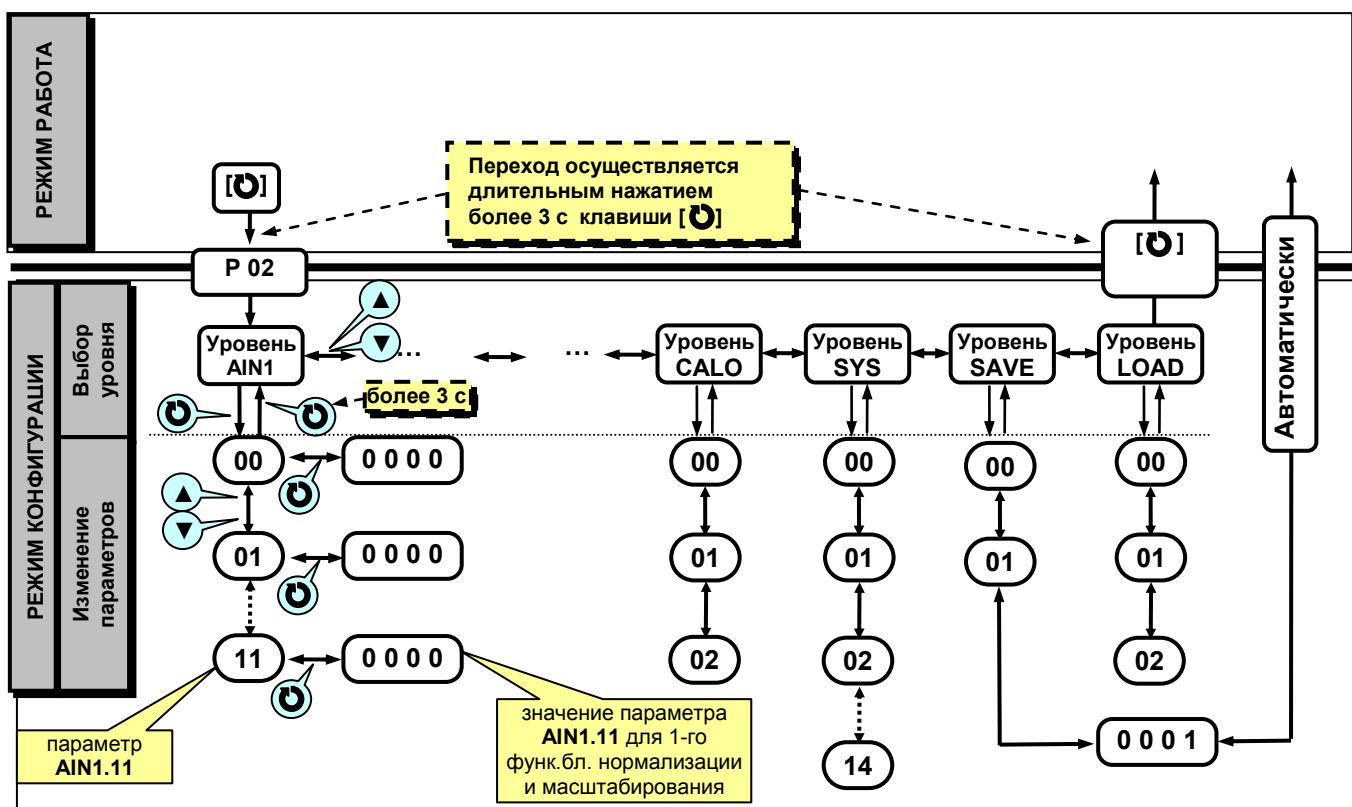 РЕЖИМ РАБОТА
[↻]
Переход осуществляется
длительным нажатием
более 3 с клавиши [↻]
[↻]
Автоматически
P 02
РЕЖИМ КОНФИГУРАЦИИ
Выбор
уровня
▲
▼
Уровень
AIN1
...
...
Уровень
CALO
Уровень
SYS
Уровень
SAVE
Уровень
LOAD
↻
↻
более 3 с
Изменение
параметров
00
0 0 0 0
00
00
00
00
↻
▲
▼
01
0 0 0 0
01
01
01
01
↻
11
0 0 0 0
02
02
02
↻
параметр
AIN1.11
значение параметра
AIN1.11 для 1-го
функ.бл. нормализации
и масштабирования
14
0 0 0 1